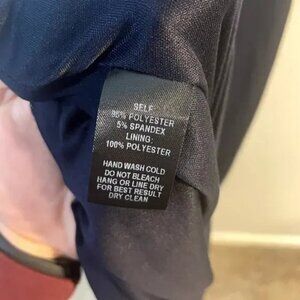 SELF
95% POLYESTER
5% SPANDEX
LINING:
100% POLYESTER
HAND WASH COLD
DO NOT BLEACH
HANG OR LINE DRY
FOR BEST RESULT
DRY CLEAN